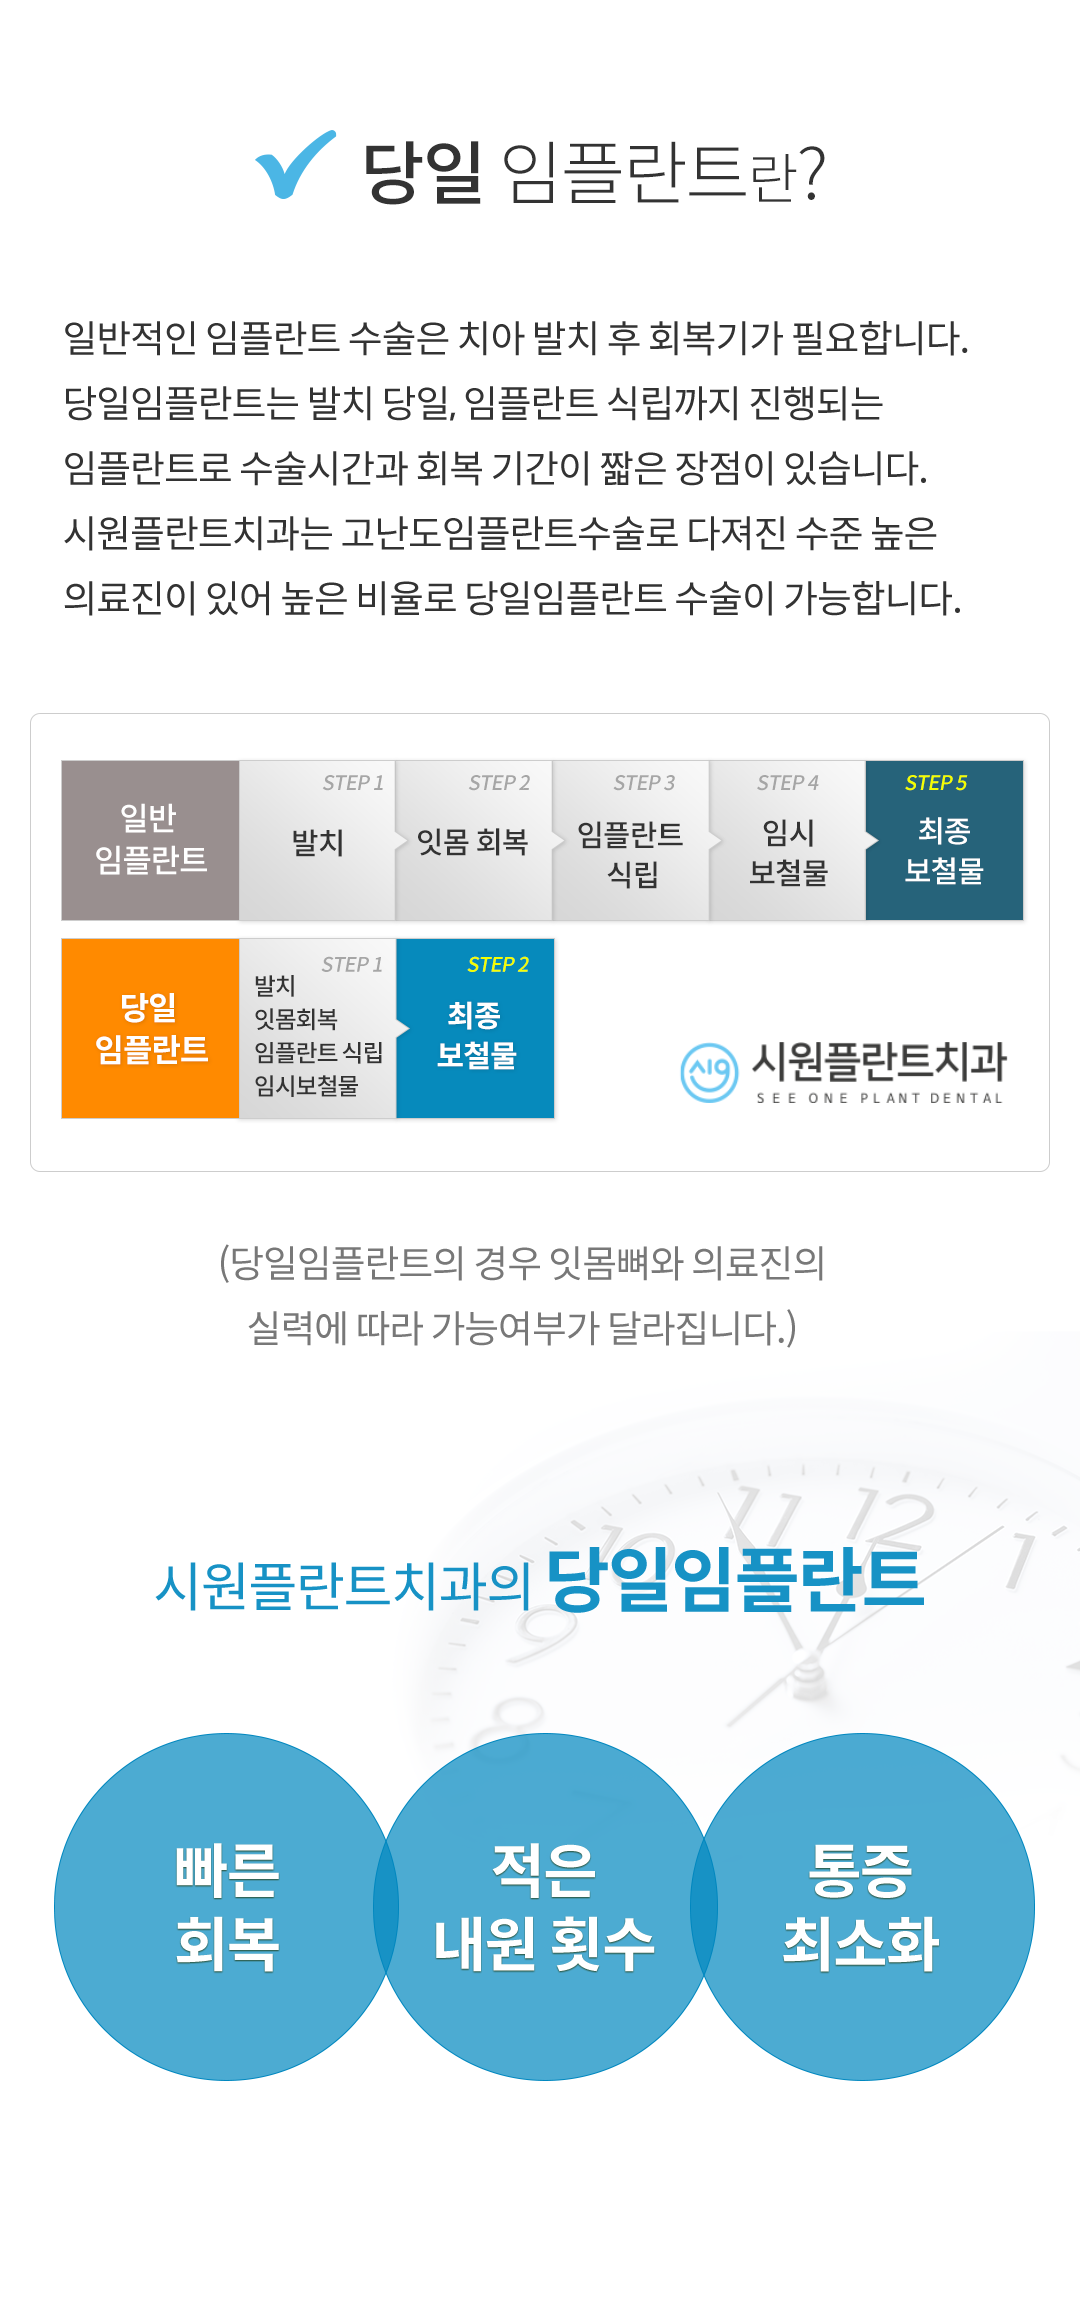 당일 임플란트란?
일반적인 임플란트 수술은 치아 발치 후 회복기가 필요합니다.
당일임플란트는 발치 당일, 임플란트 식립까지 진행되는
임플란트로 수술시간과 회복 기간이 짧은 장점이 있습니다.
시원플란트치과는 고난도임플란트수술로 다져진 수준 높은
의료진이 있어 높은 비율로 당일임플란트 수술이 가능합니다.
일반
임플란트
STEP 1
발치
STEP 2
잇몸 회복
STEP 3
임플란트
식립
STEP 4
임시
보철물
STEP 5
최종
보철물
당일
임플란트
STEP 1
발치
잇몸회복
임플란트 식립
임시보철물
STEP 2
최종
보철물
시원
시원플란트치과
SEE ONE PLANT DENTAL
(당일임플란트의 경우 잇몸뼈와 의료진의
실력에 따라 가능여부가 달라집니다.)
11 12 1
10
시원플란트치과의 당일임플란트
9
8
빠른
회복
적은
내원 횟수
통증
최소화